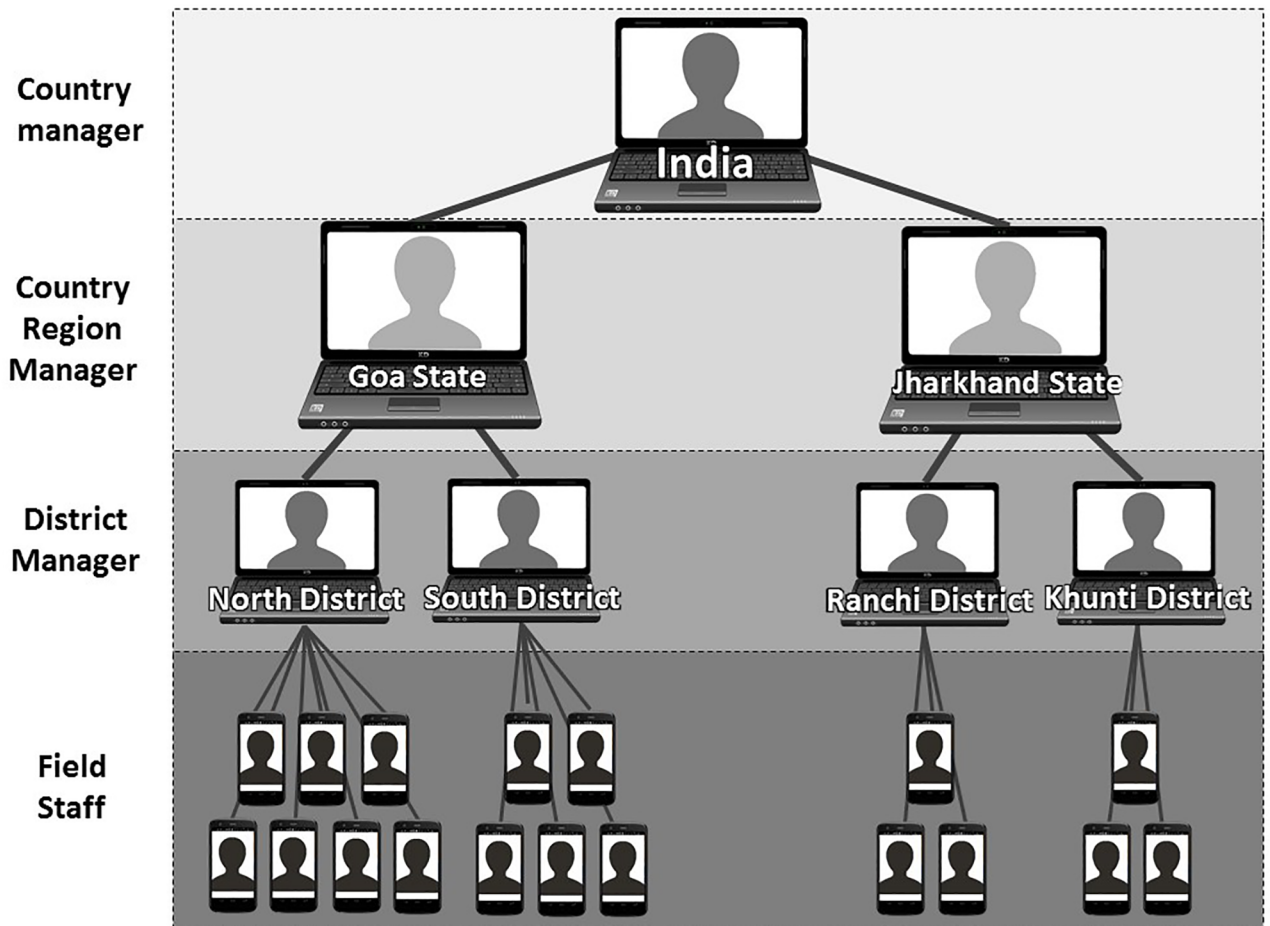 Country
manager
India
Country
Region
Manager
Goa State
Jharkhand State
District
Manager
North District
South District
Ranchi District
Khunti District
Field
Staff